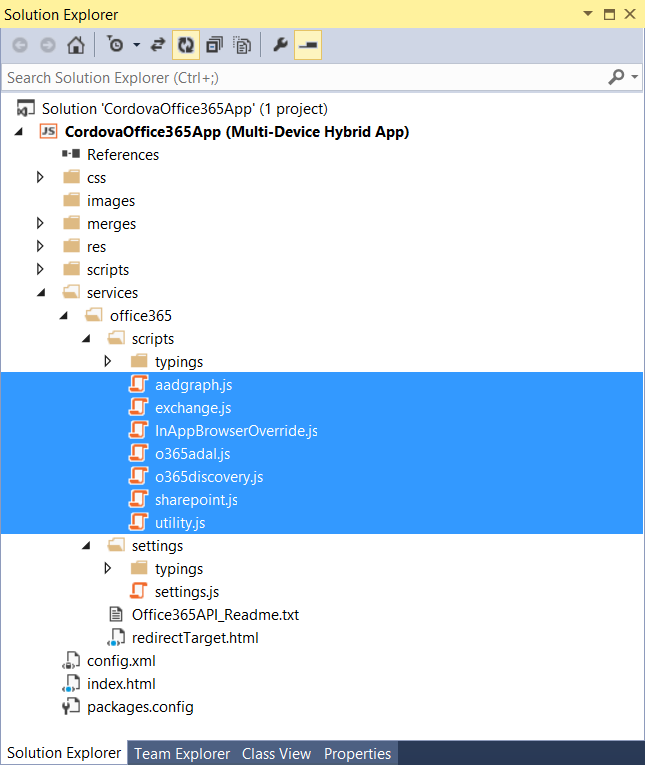 Solution Explorer
Search Solution Explorer (Ctrl+;)
Solution 'CordovaOffice365App' (1 project)
JS CordovaOffice365App (Multi-Device Hybrid App)
References
css
images
merges
res
scripts
services
office365
scripts
typings
aadgraph.js
exchange.js
InAppBrowserOverride.js
o365adal.js
o365discovery.js
sharepoint.js
utility.js
settings
typings
settings.js
Office365API_Readme.txt
redirectTarget.html
config.xml
index.html
packages.config
Solution Explorer Team Explorer Class View Properties